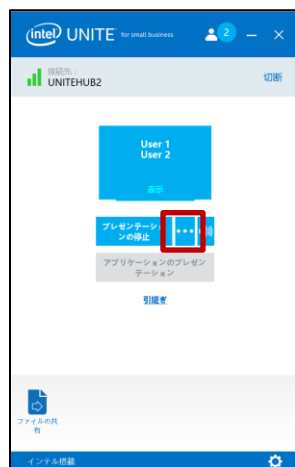 intel UNITE for small business 2
接続先：
UNITEHUB2
切断
User 1
User 2
表示
プレゼンテーショ
ンの停止
アプリケーションのプレゼン
テーション
引継ぎ
ファイルの共
有
インテル搭載